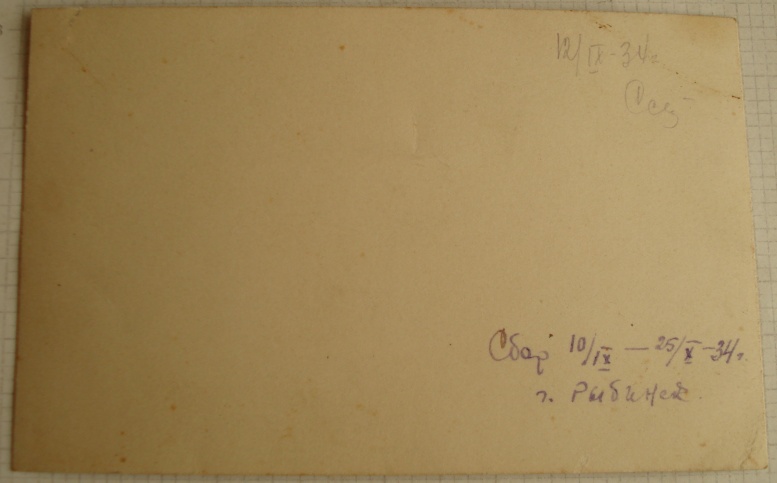 12/IX-34г
Сбор 10/IX — 25/X-34г.
г. Рыбинск